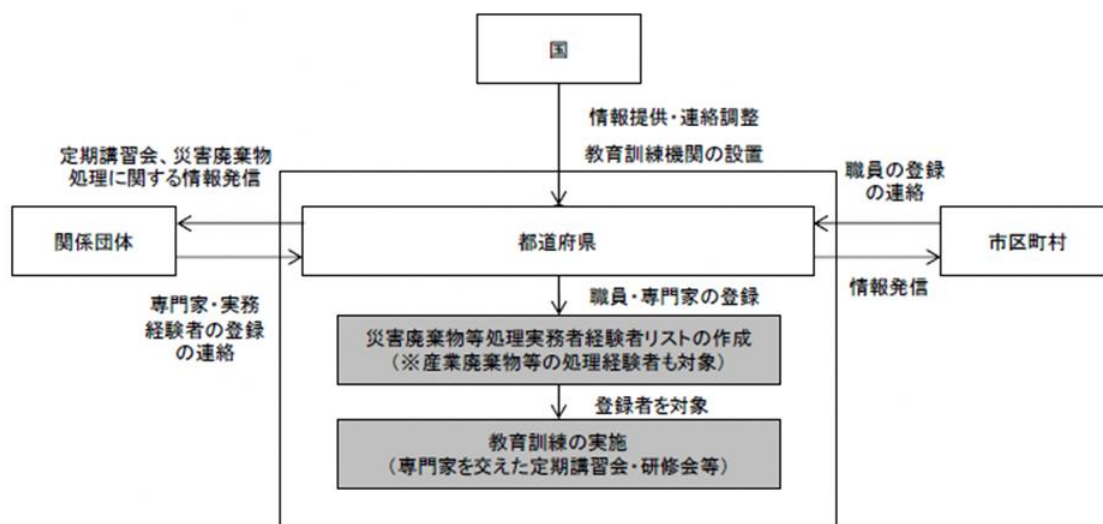 国
情報提供・連絡調整
教育訓練機関の設置
定期講習会、災害廃棄物
処理に関する情報発信
職員の登録
の連絡
関係団体
都道府県
市区町村
専門家・実務
経験者の登録
の連絡
職員・専門家の登録
情報発信
災害廃棄物等処理実務者経験者リストの作成
（※産業廃棄物等の処理経験者も対象）
登録者を対象
教育訓練の実施
（専門家を交えた定期講習会・研修会等）